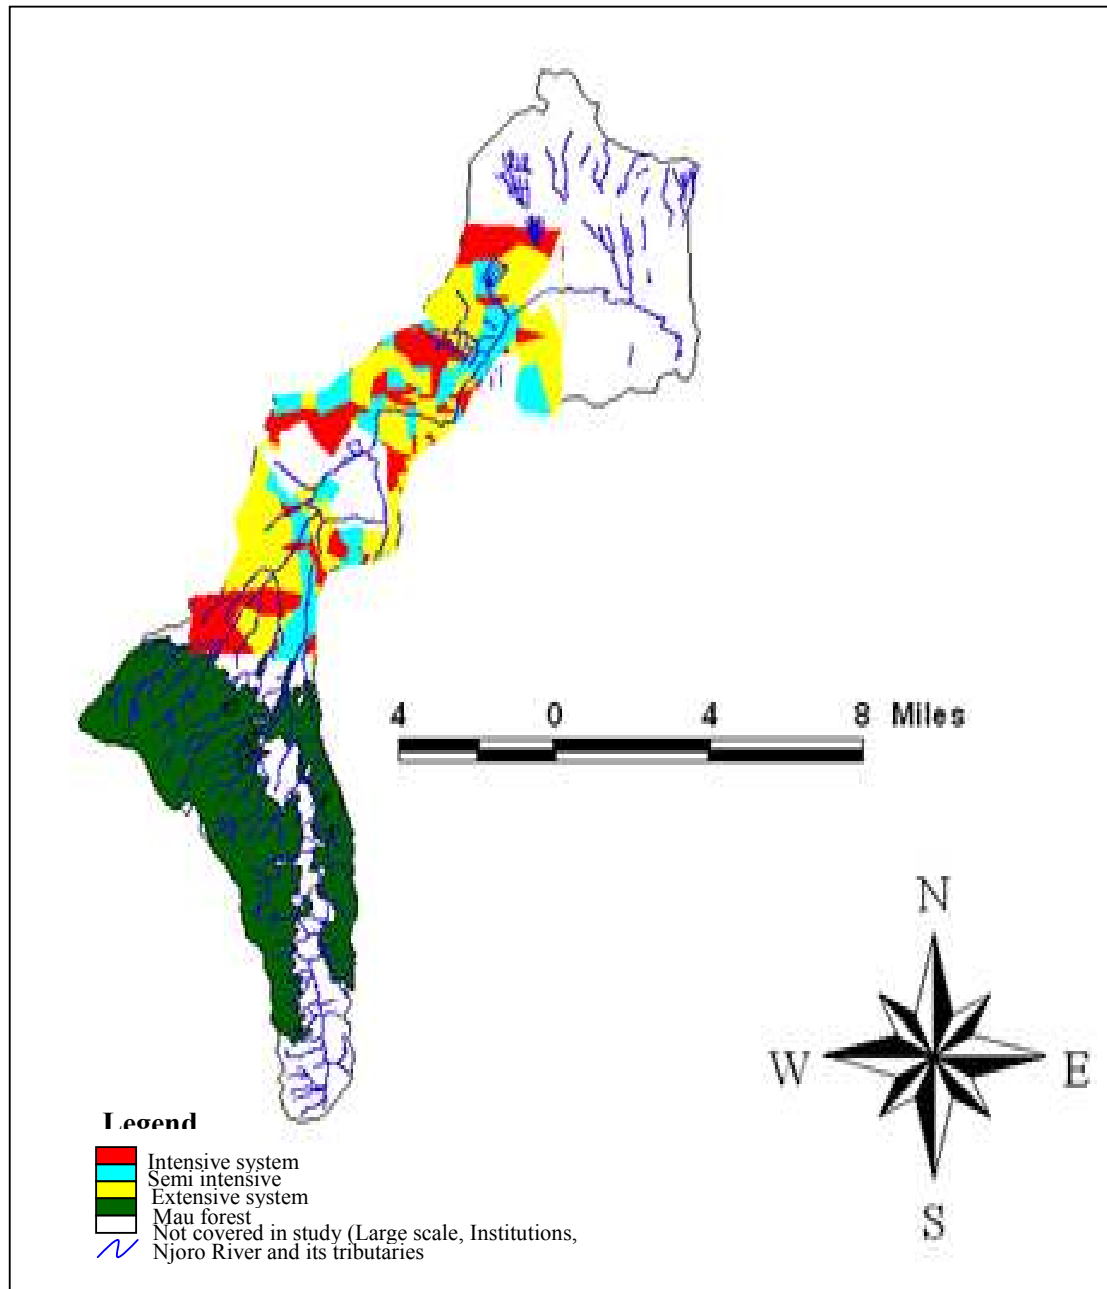 4 0 4 8 Miles
N
W E
S
Legend
Intensive system
Semi intensive
Extensive system
Mau forest
Not covered in study (Large scale, Institutions,
Njoro River and its tributaries